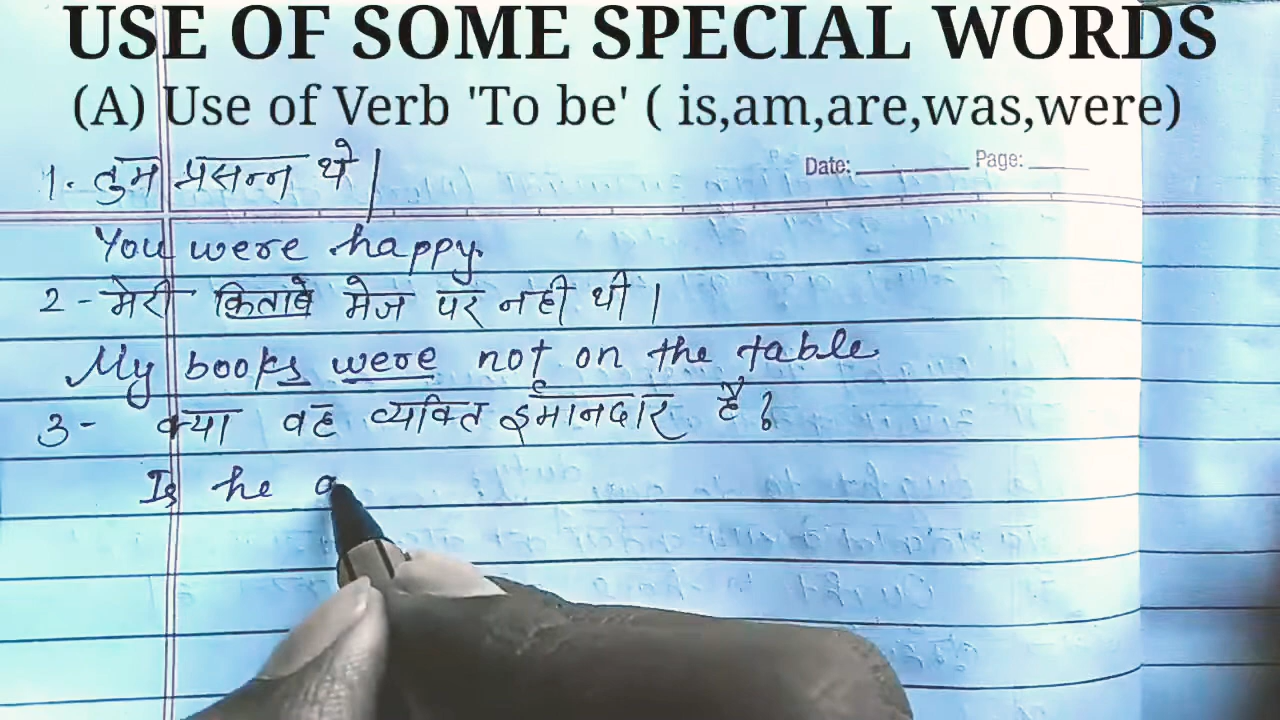 USE OF SOME SPECIAL WORDS
(A) Use of Verb 'To be' ( is,am,are,was,were)
Date: Page:
1. तुम प्रसन्न थे|
You were happy.
2 - मेरी किताबे मेज पर नही थी |
My books were not on the table
3 - क्या वह व्यक्ति इमानदार है ?
Is he a